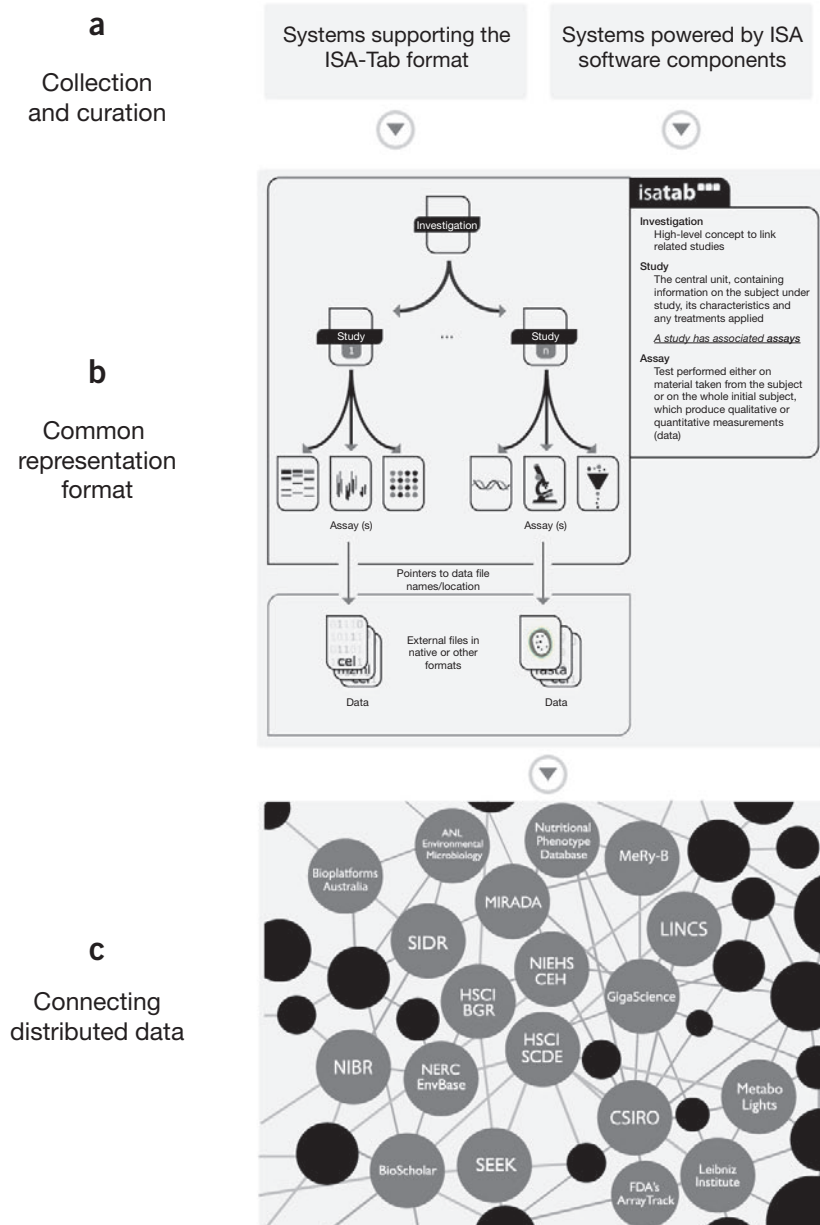 a
Collection
and curation
Systems supporting the
ISA-Tab format
Systems powered by ISA
software components
b
Common
representation
format
isatab
Investigation
High-level concept to link
related studies
Study
The central unit, containing
information on the subject under
study, its characteristics and
any treatments applied
A study has associated assays
Assay
Test performed either on
material taken from the subject
or on the whole initial subject,
which produce qualitative or
quantitative measurements
(data)
Investigation
Study
1
...
Study
n
Assay (s)
Assay (s)
Pointers to data file
names/location
cel
External files in
native or other
formats
Data
Data
c
Connecting
distributed data
ANL
Environmental
Microbiology
Nutritional
Phenotype
Database
MeRy-B
Bioplatforms
Australia
MIRADA
LINCS
SIDR
NIEHS
CEH
HSCI
BGR
GigaScience
HSCI
SCDE
NIBR
NERC
EnvBase
Metabo
Lights
CSIRO
BioScholar
SEEK
Leibniz
Institute
FDA's
ArrayTrack